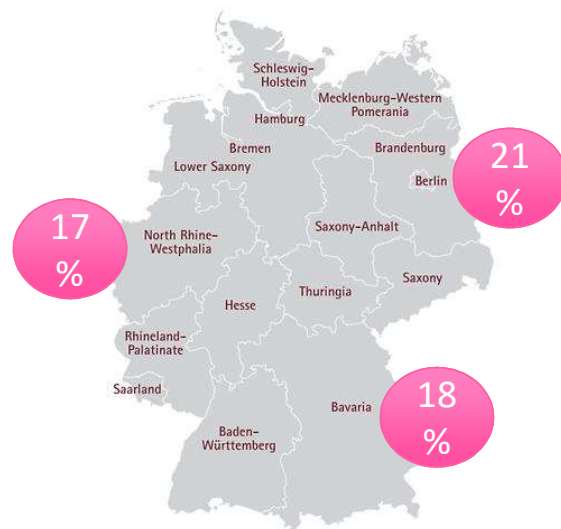 Schleswig-
Holstein
Mecklenburg-Western
Pomerania
Hamburg
Bremen
Brandenburg
Lower Saxony
Berlin
21
%
17
%
North Rhine-
Westphalia
Saxony-Anhalt
Saxony
Hesse
Thuringia
Rhineland-
Palatinate
Saarland
Bavaria
18
%
Baden-
Württemberg